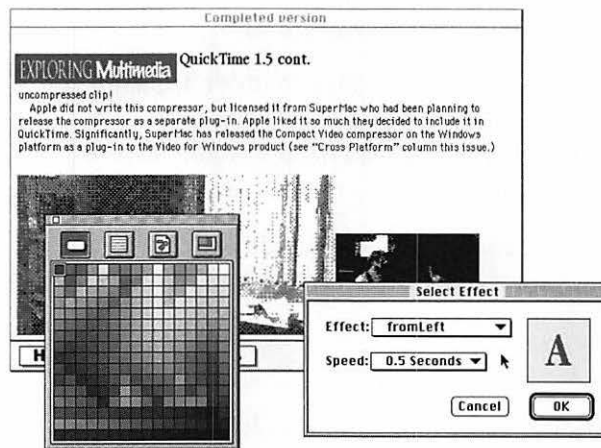 Completed version
EXPLORING Multimedia QuickTime 1.5 cont.
uncompressed clip!
Apple did not write this compressor, but licensed it from SuperMac who had been planning to
release the compressor as a separate plug-in. Apple liked it so much they decided to include it in
QuickTime. Significantly, SuperMac has released the Compact Video compressor on the Windows
platform as a plug-in to the Video for Windows product (see "Cross Platform" column this issue.)
Select Effect
Effect: fromLeft
Speed: 0.5 Seconds
A
Cancel OK